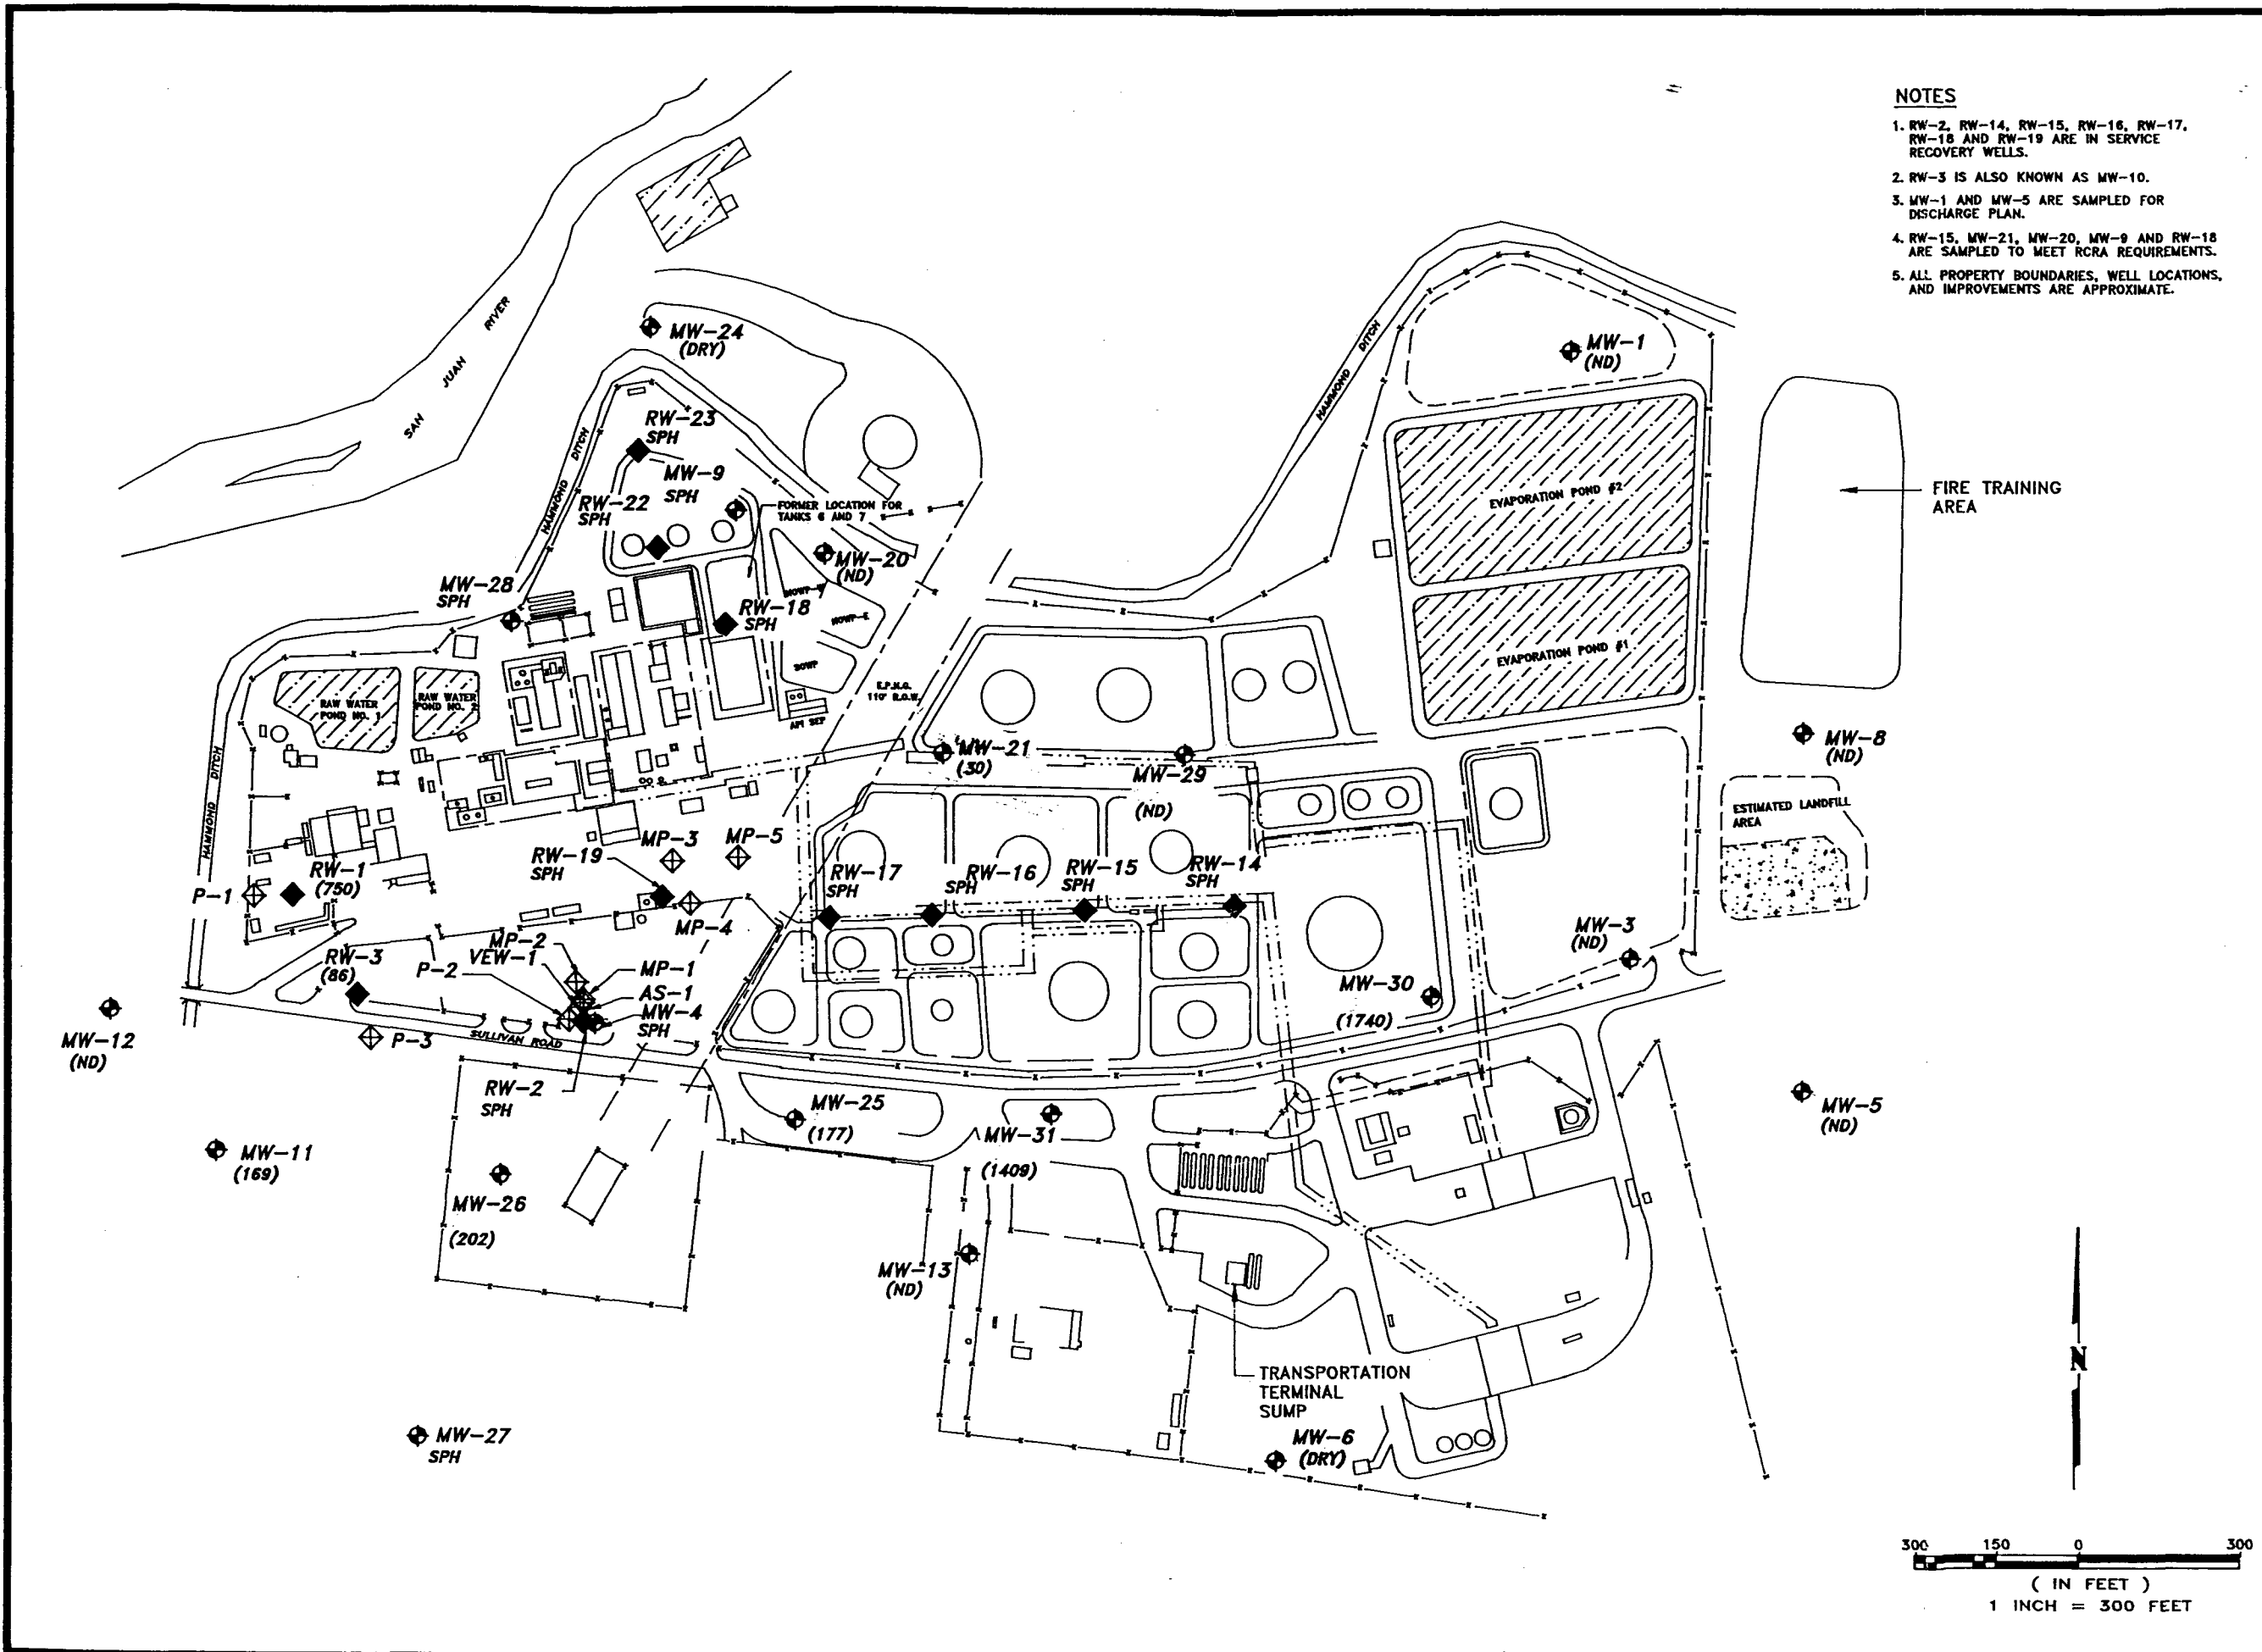 NOTES
1. RW-2, RW-14, RW-15, RW-16, RW-17,
RW-18 AND RW-19 ARE IN SERVICE
RECOVERY WELLS.
2. RW-3 IS ALSO KNOWN AS MW-10.
3. MW-1 AND MW-5 ARE SAMPLED FOR
DISCHARGE PLAN.
4. RW-15, MW-21, MW-20, MW-9 AND RW-18
ARE SAMPLED TO MEET RCRA REQUIREMENTS.
5. ALL PROPERTY BOUNDARIES, WELL LOCATIONS,
AND IMPROVEMENTS ARE APPROXIMATE.
SAN JUAN RIVER
MW-24
(DRY)
HAMMOND DITCH
MW-1
(ND)
RW-23
SPH
HAMMOND DITCH
MW-9
SPH
RW-22
SPH
FORMER LOCATION FOR
TANKS 6 AND 7
EVAPORATION POND #2
FIRE TRAINING
AREA
MW-20
(ND)
MW-28
SPH
RW-18
SPH
NOWP-E
SOWP
EVAPORATION POND #1
E.P.N.G.
110' R.O.W.
RAW WATER
POND NO. 1
RAW WATER
POND NO. 2
API SEP
HAMMOND DITCH
MW-21
(30)
MW-29
(ND)
MW-8
(ND)
ESTIMATED LANDFILL
AREA
MP-3
MP-5
RW-19
SPH
RW-1
(750)
P-1
RW-17
SPH
RW-16
SPH
RW-15
SPH
RW-14
SPH
MP-4
MW-3
(ND)
MP-2
VEW-1
RW-3
(86)
P-2
MP-1
AS-1
MW-4
SPH
MW-30
(1740)
MW-12
(ND)
P-3
SULLIVAN ROAD
RW-2
SPH
MW-25
(177)
MW-31
(1409)
MW-5
(ND)
MW-11
(169)
MW-26
(202)
MW-13
(ND)
TRANSPORTATION
TERMINAL
SUMP
MW-27
SPH
MW-6
(DRY)
N
300 150 0 300
( IN FEET )
1 INCH = 300 FEET